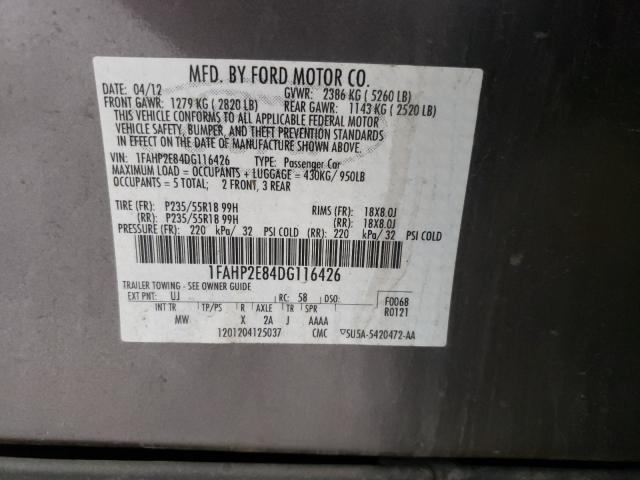 MFD. BY FORD MOTOR CO.
DATE: 04/12 GVWR: 2386 KG ( 5260 LB)
FRONT GAWR: 1279 KG ( 2820 LB) REAR GAWR: 1143 KG ( 2520 LB)
THIS VEHICLE CONFORMS TO ALL APPLICABLE FEDERAL MOTOR
VEHICLE SAFETY, BUMPER, AND THEFT PREVENTION STANDARDS
IN EFFECT ON THE DATE OF MANUFACTURE SHOWN ABOVE.
VIN: 1FAHP2E84DG116426 TYPE: Passenger Car
MAXIMUM LOAD = OCCUPANTS + LUGGAGE = 430KG/ 950LB
OCCUPANTS = 5 TOTAL; 2 FRONT, 3 REAR
TIRE (FR): P235/55R18 99H RIMS (FR): 18X8.0J
(RR): P235/55R18 99H (RR): 18X8.0J
PRESSURE (FR): 220 kPa/ 32 PSI COLD (RR): 220 kPa/ 32 PSI COLD
1FAHP2E84DG116426
TRAILER TOWING - SEE OWNER GUIDE
EXT PNT: UJ RC: 58 DSO: F0068
INT TR TP/PS R AXLE TR SPR R0121
MW X 2A J AAAA
1201204125037 CMC ▽5U5A-5420472-AA